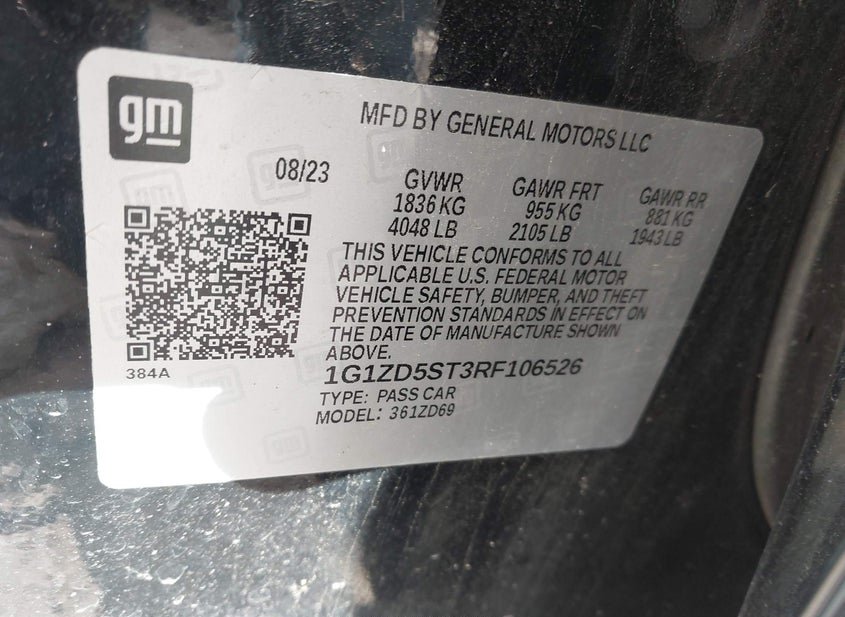 gm
MFD BY GENERAL MOTORS LLC
08/23
GVWR GAWR FRT GAWR RR
1836 KG 955 KG 881 KG
4048 LB 2105 LB 1943 LB
THIS VEHICLE CONFORMS TO ALL
APPLICABLE U.S. FEDERAL MOTOR
VEHICLE SAFETY, BUMPER, AND THEFT
PREVENTION STANDARDS IN EFFECT ON
THE DATE OF MANUFACTURE SHOWN
ABOVE.
384A
1G1ZD5ST3RF106526
TYPE: PASS CAR
MODEL: 361ZD69